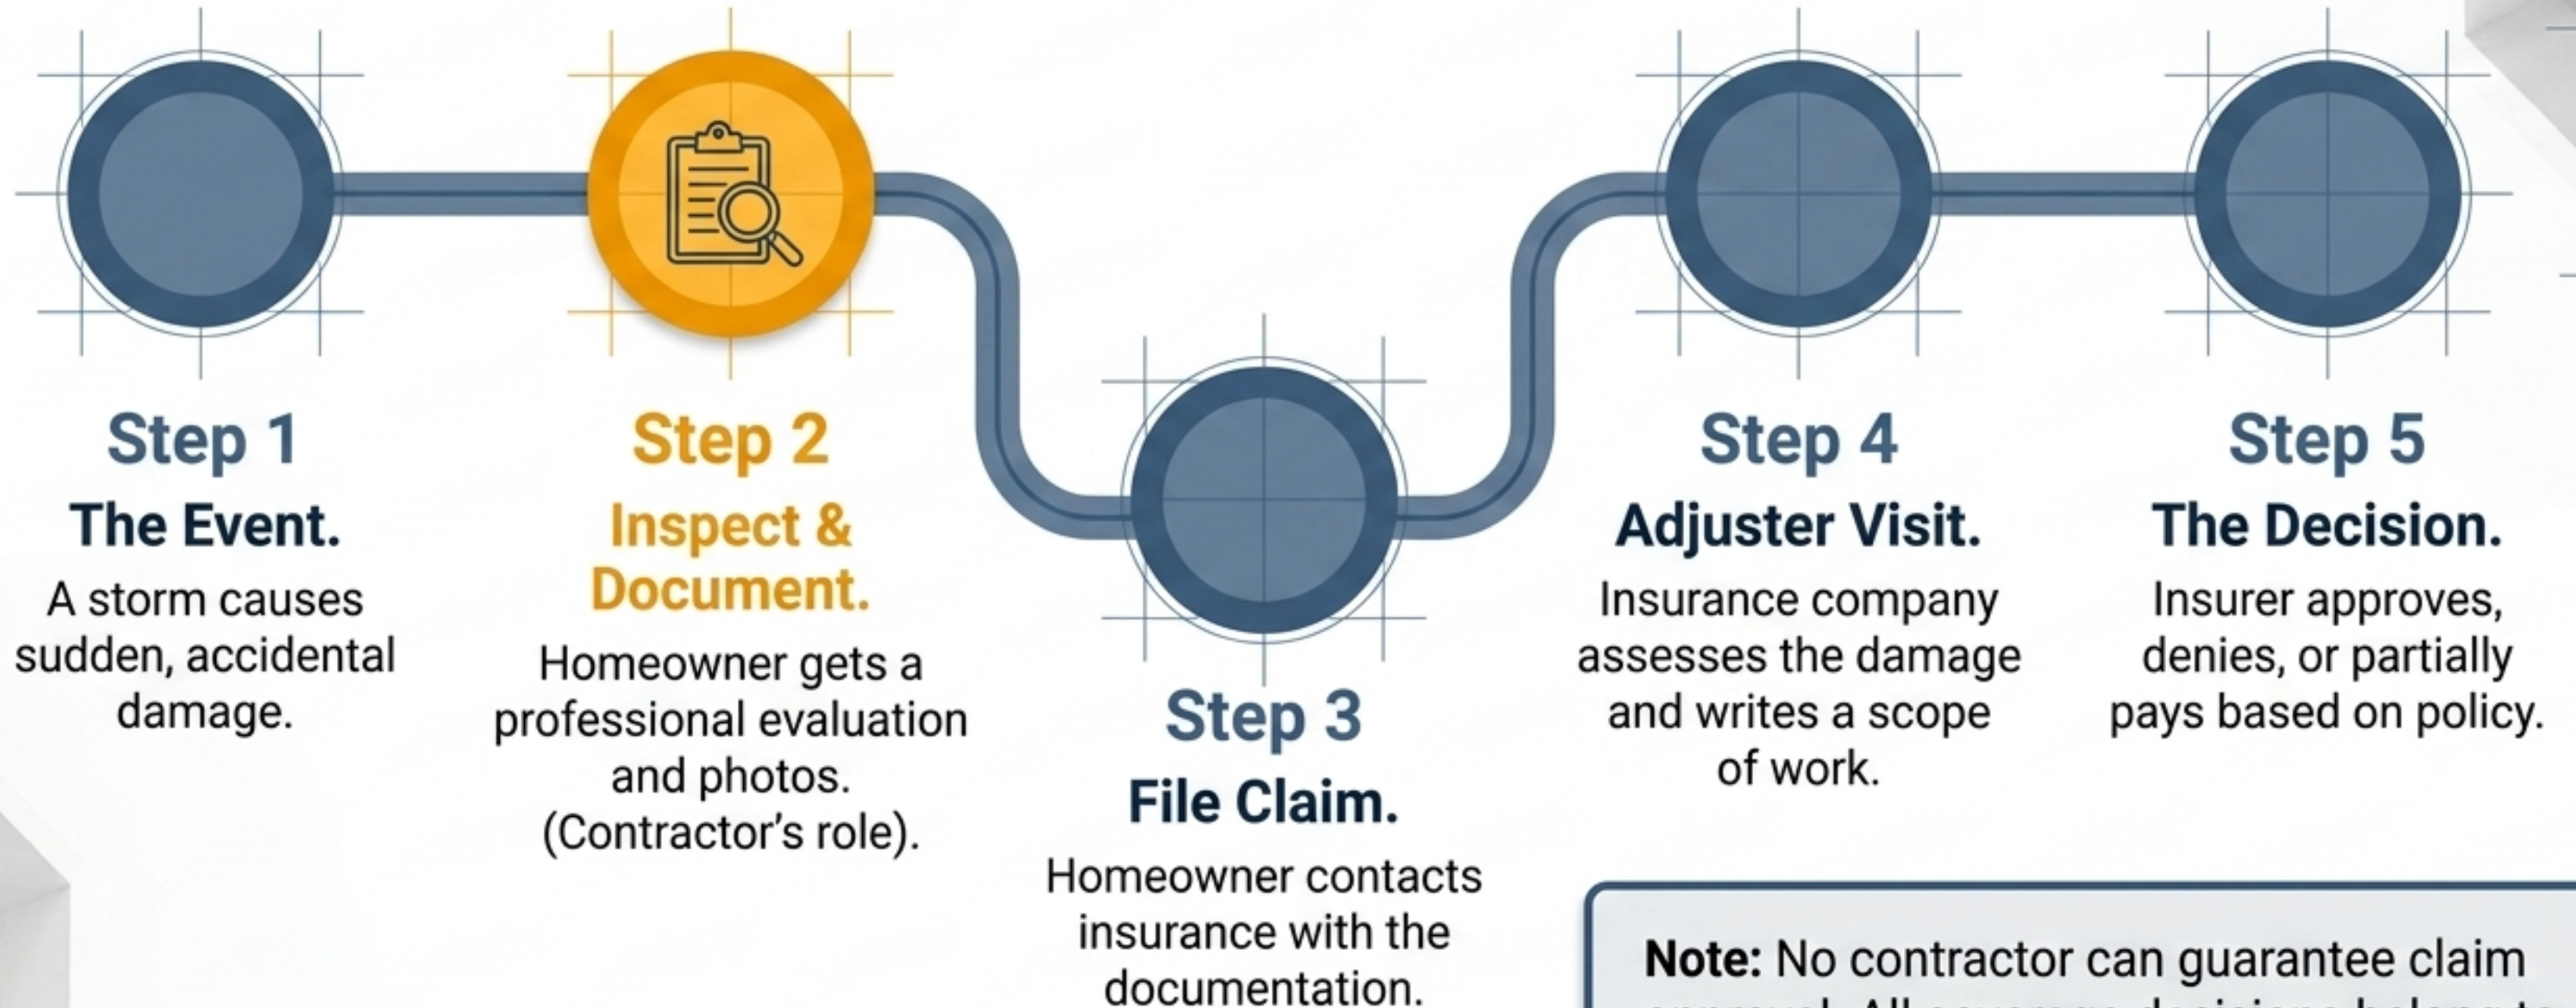 Step 1
The Event.
A storm causes
sudden, accidental
damage.
Step 2
Inspect &
Document.
Homeowner gets a
professional evaluation
and photos.
(Contractor's role).
Step 3
File Claim.
Homeowner contacts
insurance with the
documentation.
Step 4
Adjuster Visit.
Insurance company
assesses the damage
and writes a scope
of work.
Step 5
The Decision.
Insurer approves,
denies, or partially
pays based on policy.
Note: No contractor can guarantee claim